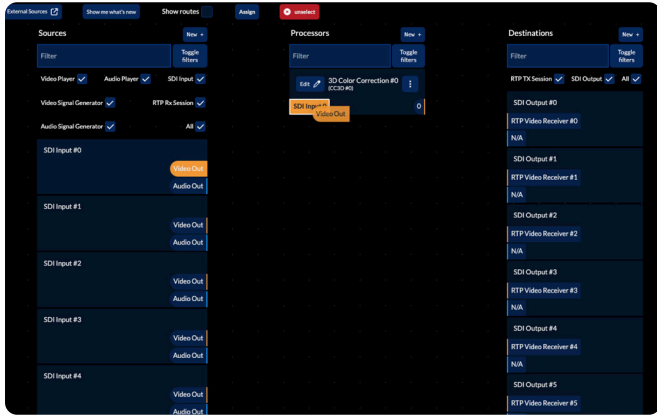 External Sources
Show me what's new
Show routes
Assign
unselect
Sources
New +
Filter
Toggle filters
Video Player
Audio Player
SDI Input
Video Signal Generator
RTP Rx Session
Audio Signal Generator
All
SDI Input #0
Video Out
Audio Out
SDI Input #1
Video Out
Audio Out
SDI Input #2
Video Out
Audio Out
SDI Input #3
Video Out
Audio Out
SDI Input #4
Video Out
Audio Out
Processors
New +
Filter
Toggle filters
Edit
3D Color Correction #0
(CC3D #0)
SDI Input
0
Video Out
Destinations
New +
Filter
Toggle filters
RTP TX Session
SDI Output
All
SDI Output #0
RTP Video Receiver #0
N/A
SDI Output #1
RTP Video Receiver #1
N/A
SDI Output #2
RTP Video Receiver #2
N/A
SDI Output #3
RTP Video Receiver #3
N/A
SDI Output #4
RTP Video Receiver #4
N/A
SDI Output #5
RTP Video Receiver #5